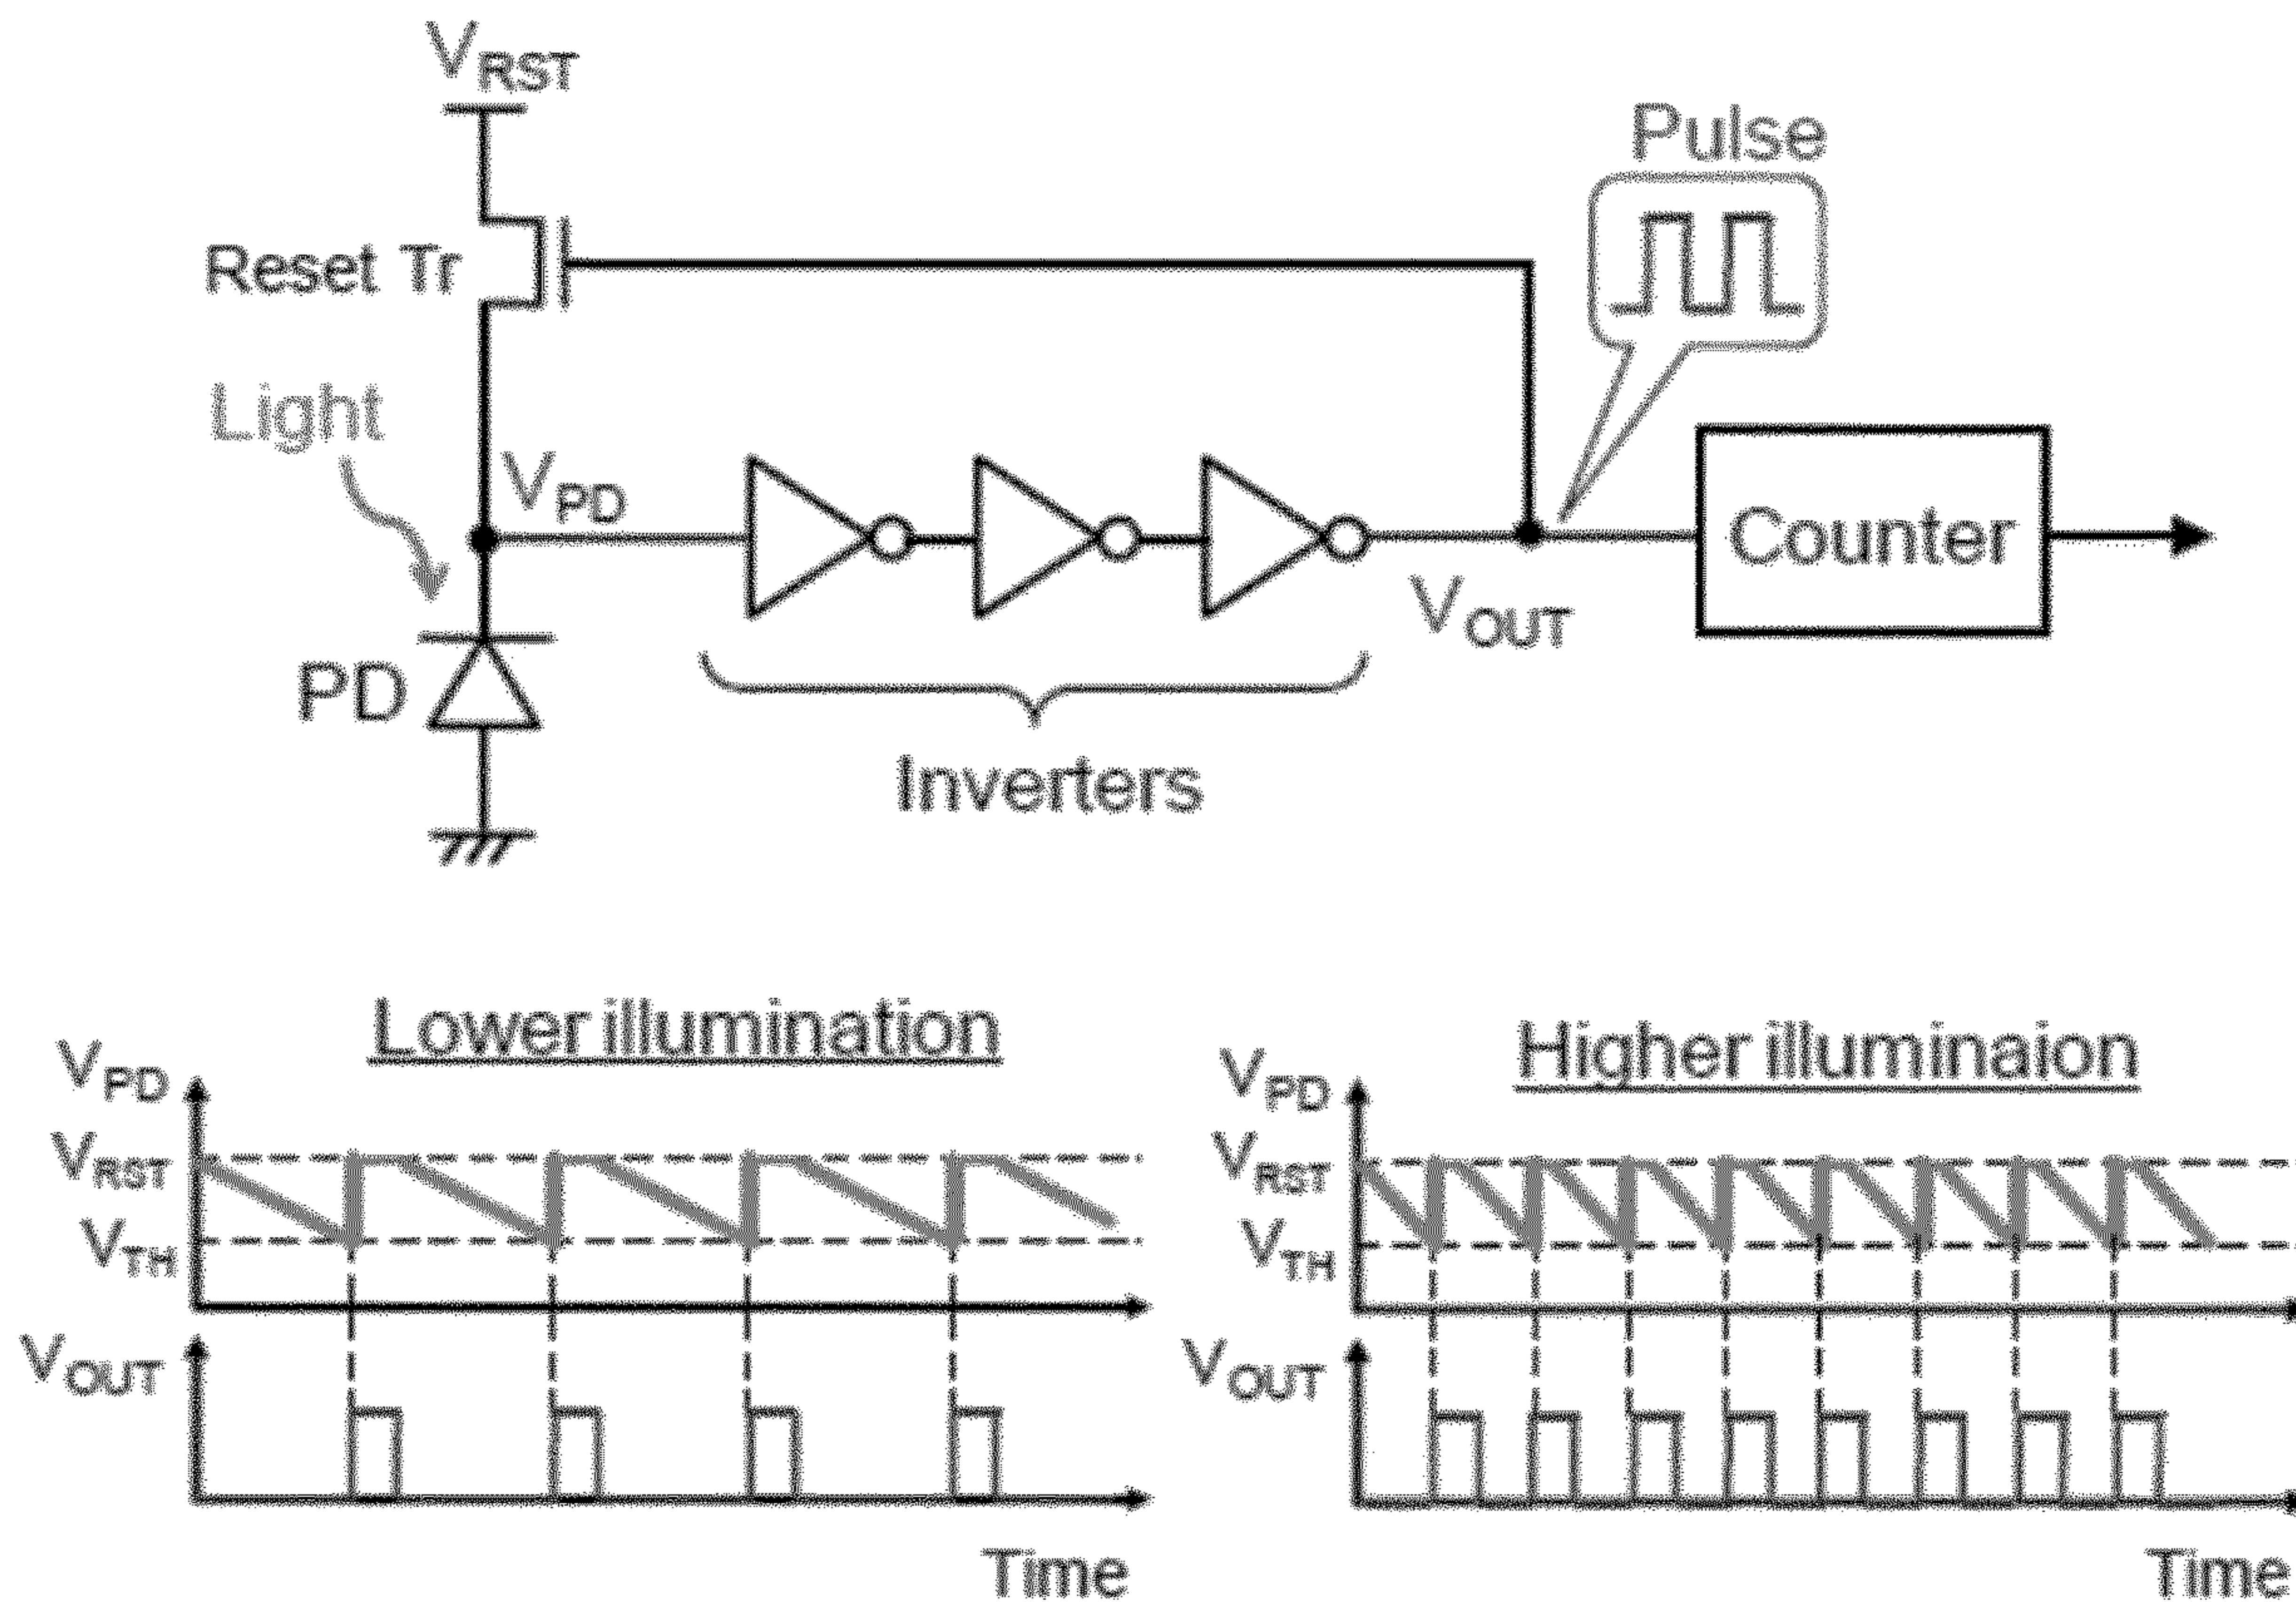 VRST
Pulse
Reset Tr
Light
VPD
Counter
VOUT
PD
Inverters
Lower illumination
VPD
VRST
VTH
VOUT
Time
Higher illuminaion
VPD
VRST
VTH
VOUT
Time